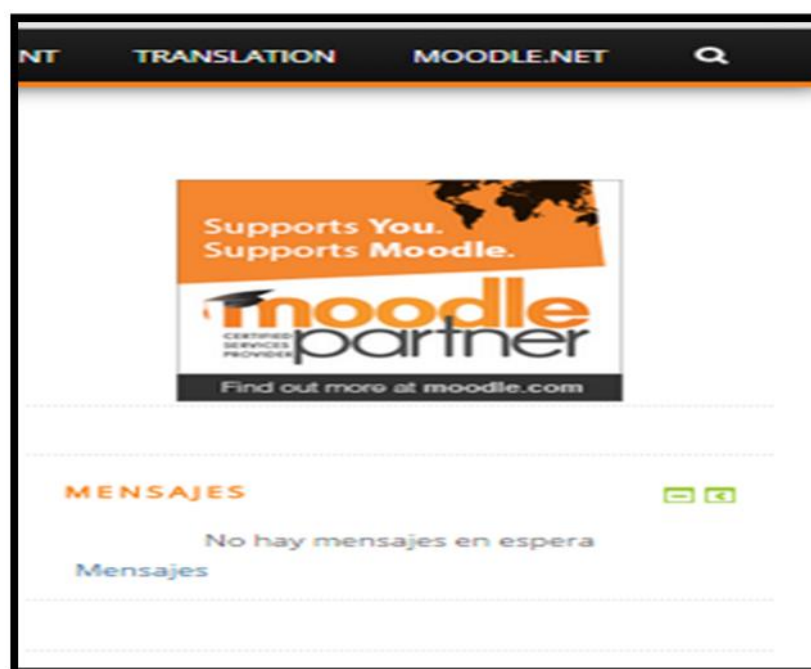 NT TRANSLATION MOODLE.NET
Supports You.
Supports Moodle.
moodle
CERTIFIED
SERVICES
PROVIDER
partner
Find out more at moodle.com
MENSAJES
No hay mensajes en espera
Mensajes